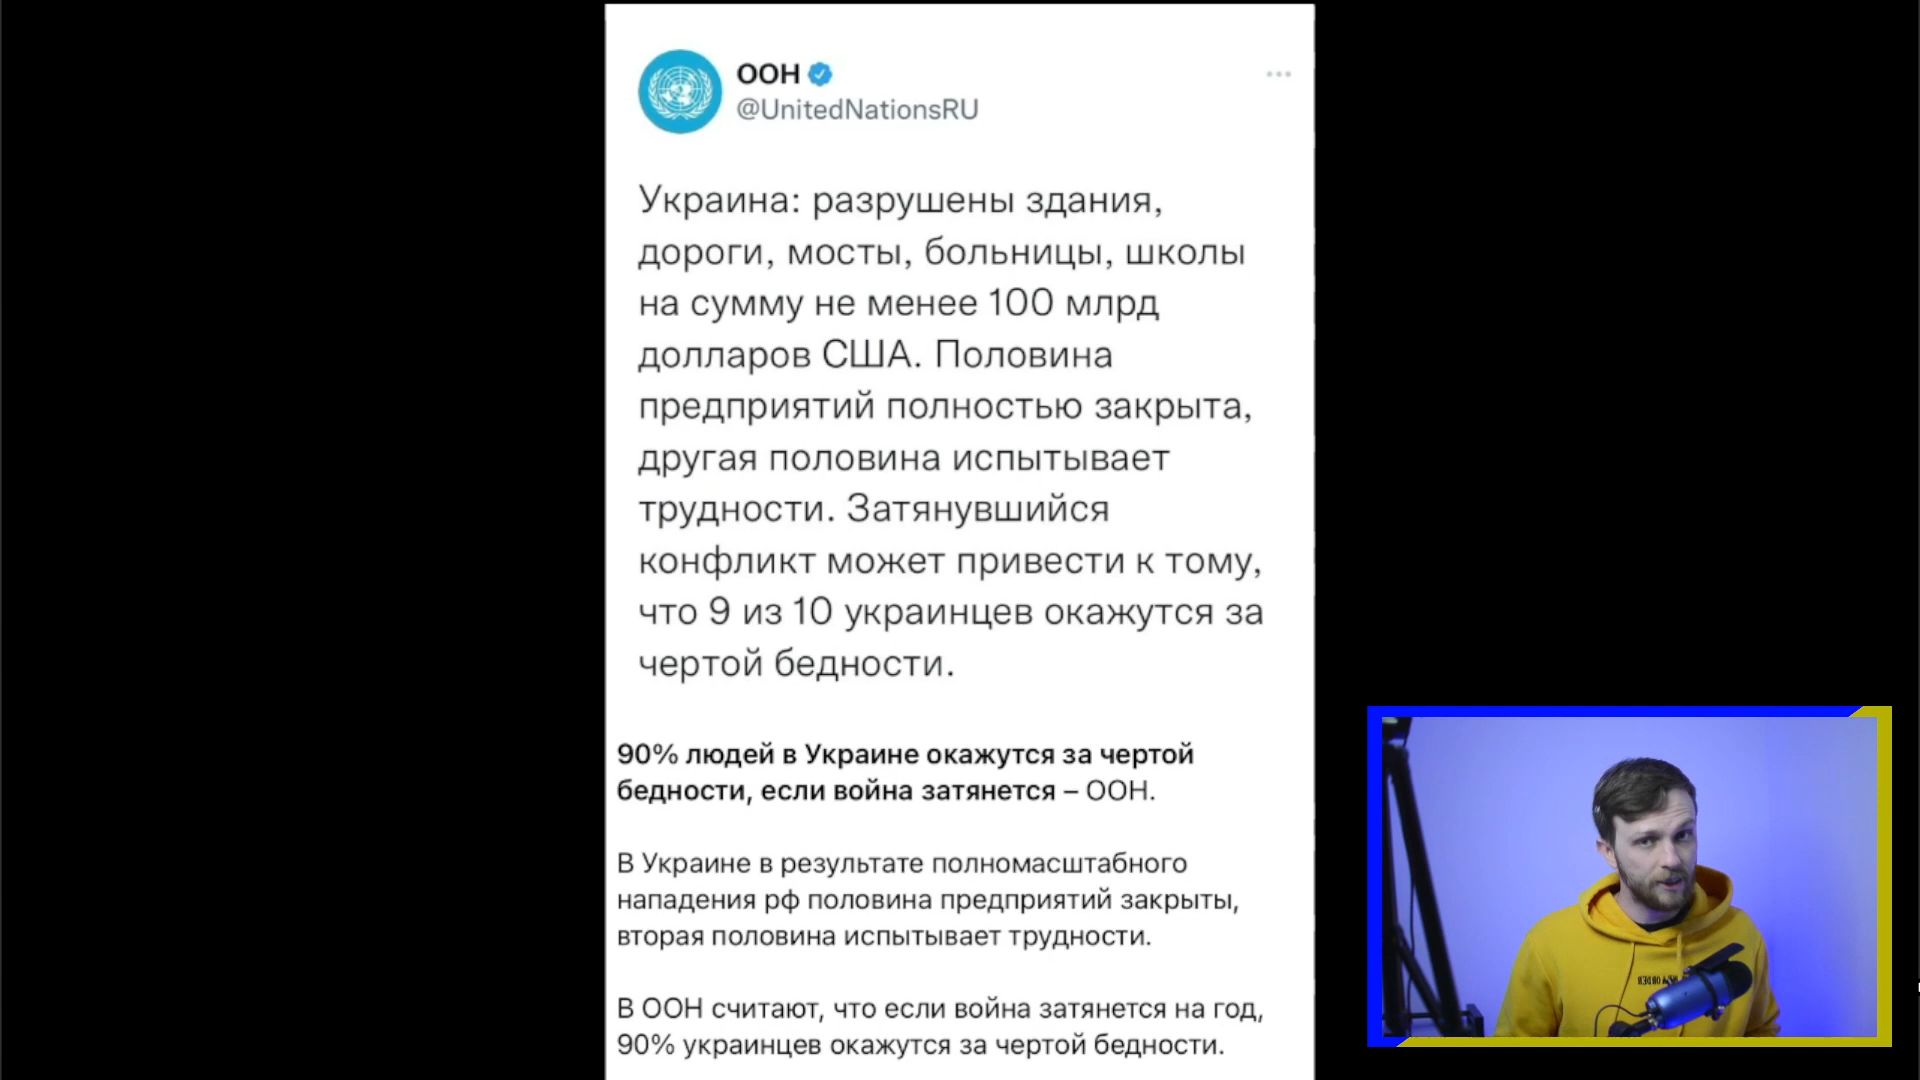 ООН
@UnitedNationsRU
Украина: разрушены здания,
дороги, мосты, больницы, школы
на сумму не менее 100 млрд
долларов США. Половина
предприятий полностью закрыта,
другая половина испытывает
трудности. Затянувшийся
конфликт может привести к тому,
что 9 из 10 украинцев окажутся за
чертой бедности.
90% людей в Украине окажутся за чертой
бедности, если война затянется – ООН.
В Украине в результате полномасштабного
нападения рф половина предприятий закрыты,
вторая половина испытывает трудности.
В ООН считают, что если война затянется на год,
90% украинцев окажутся за чертой бедности.